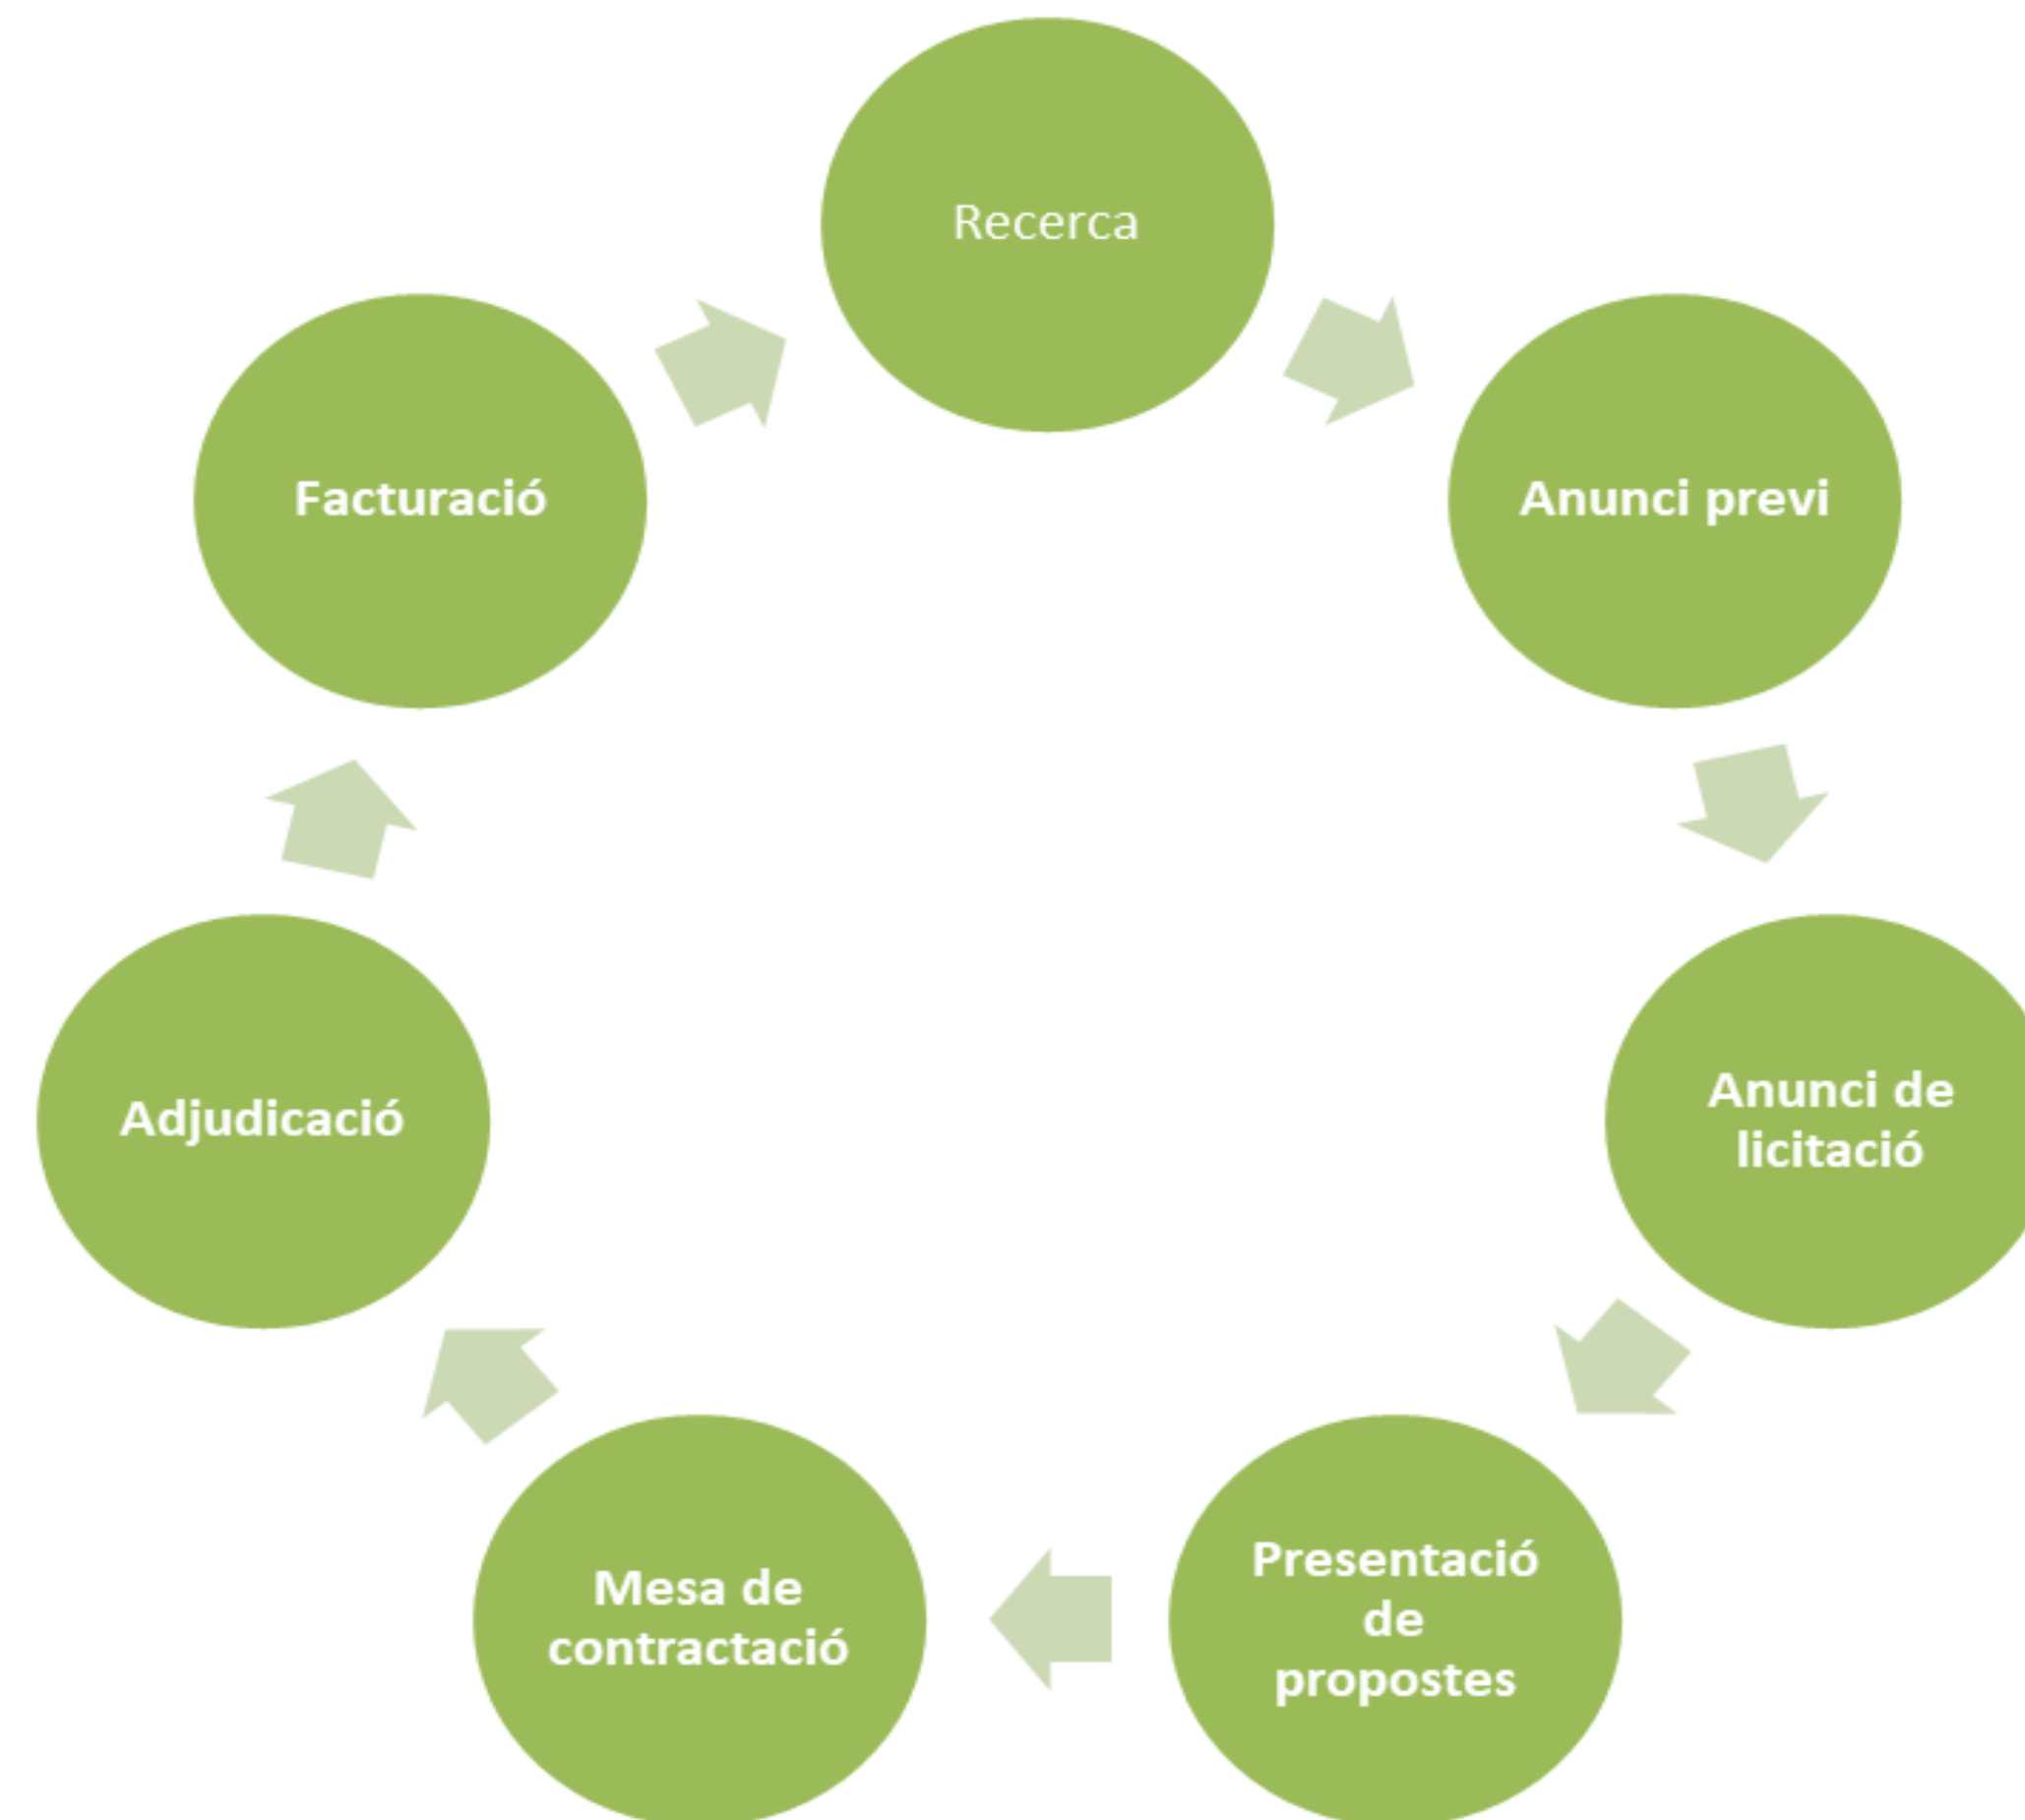 Recerca
Anunci previ
Anunci de
licitació
Presentació
de
propostes
Mesa de
contractació
Adjudicació
Facturació